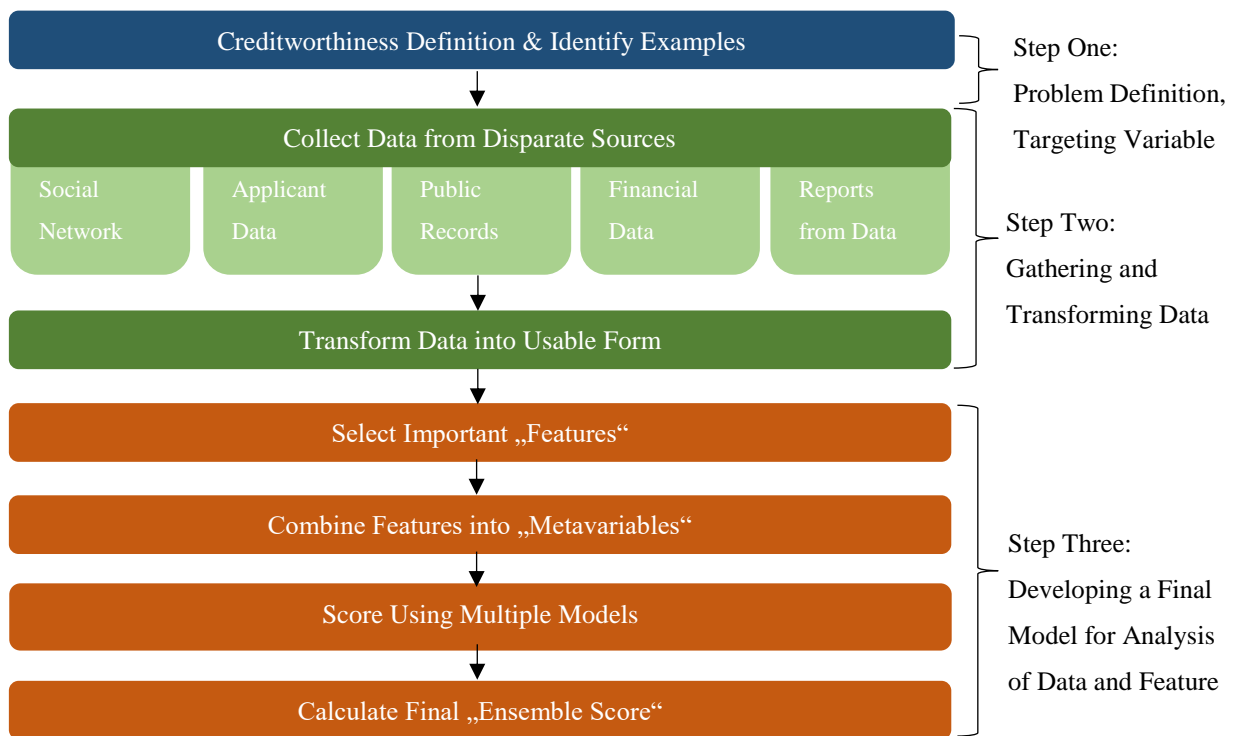 Creditworthiness Definition & Identify Examples
Step One:
Problem Definition,
Targeting Variable
Collect Data from Disparate Sources
Social
Network
Applicant
Data
Public
Records
Financial
Data
Reports
from Data
Step Two:
Gathering and
Transforming Data
Transform Data into Usable Form
Select Important „Features“
Combine Features into „Metavariables“
Score Using Multiple Models
Calculate Final „Ensemble Score“
Step Three:
Developing a Final
Model for Analysis
of Data and Feature